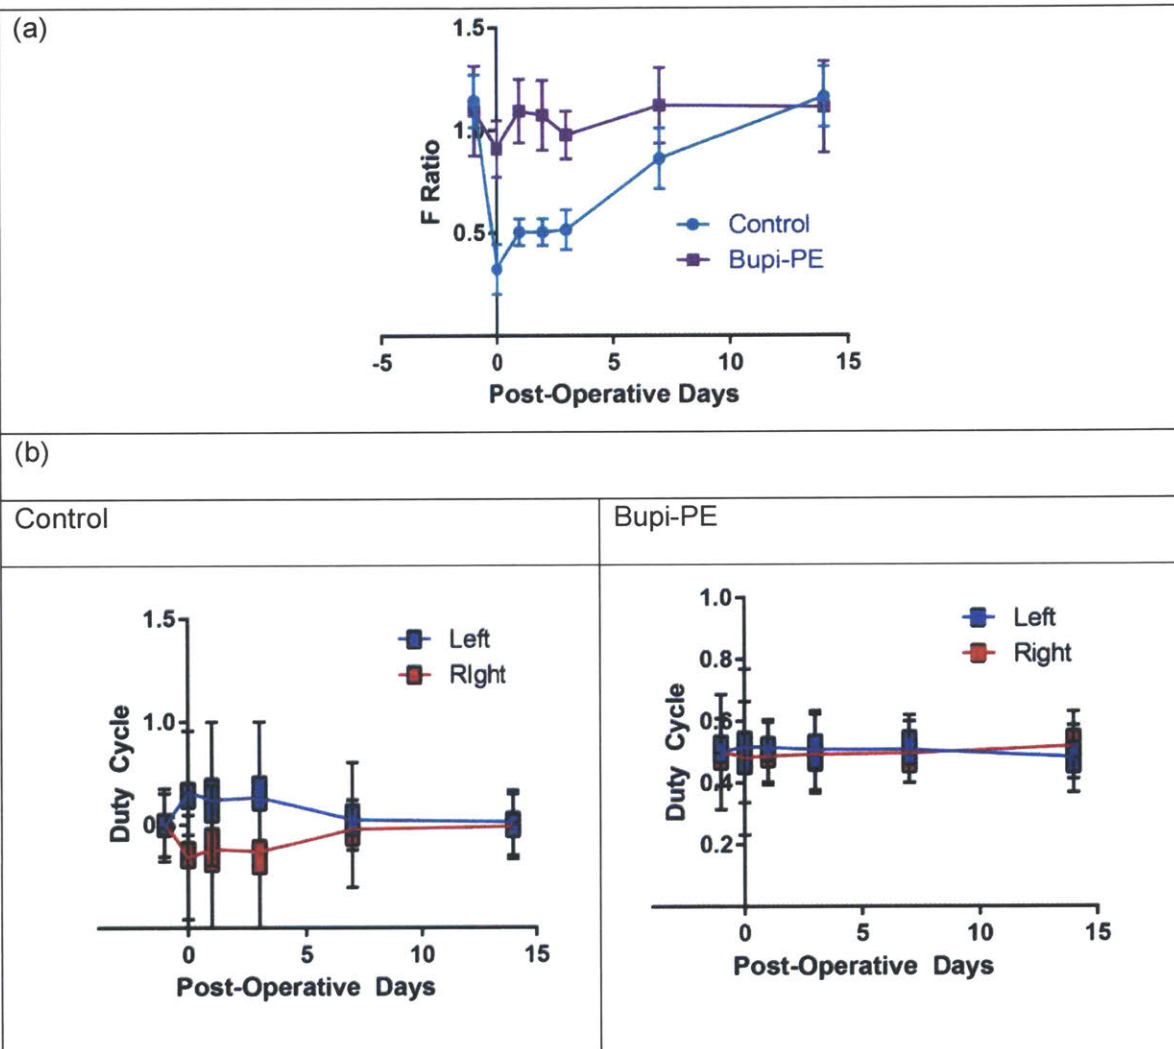 (a)
1.5
1.0
0.5
F Ratio
Control
Bupi-PE
-5 0 5 10 15
Post-Operative Days
(b)
Control Bupi-PE
1.5
1.0
Duty Cycle
Left
RIght
0 5 10 15
Post-Operative Days
1.0
0.8
0.6
0.4
0.2
Duty Cycle
Left
Right
0 5 10 15
Post-Operative Days